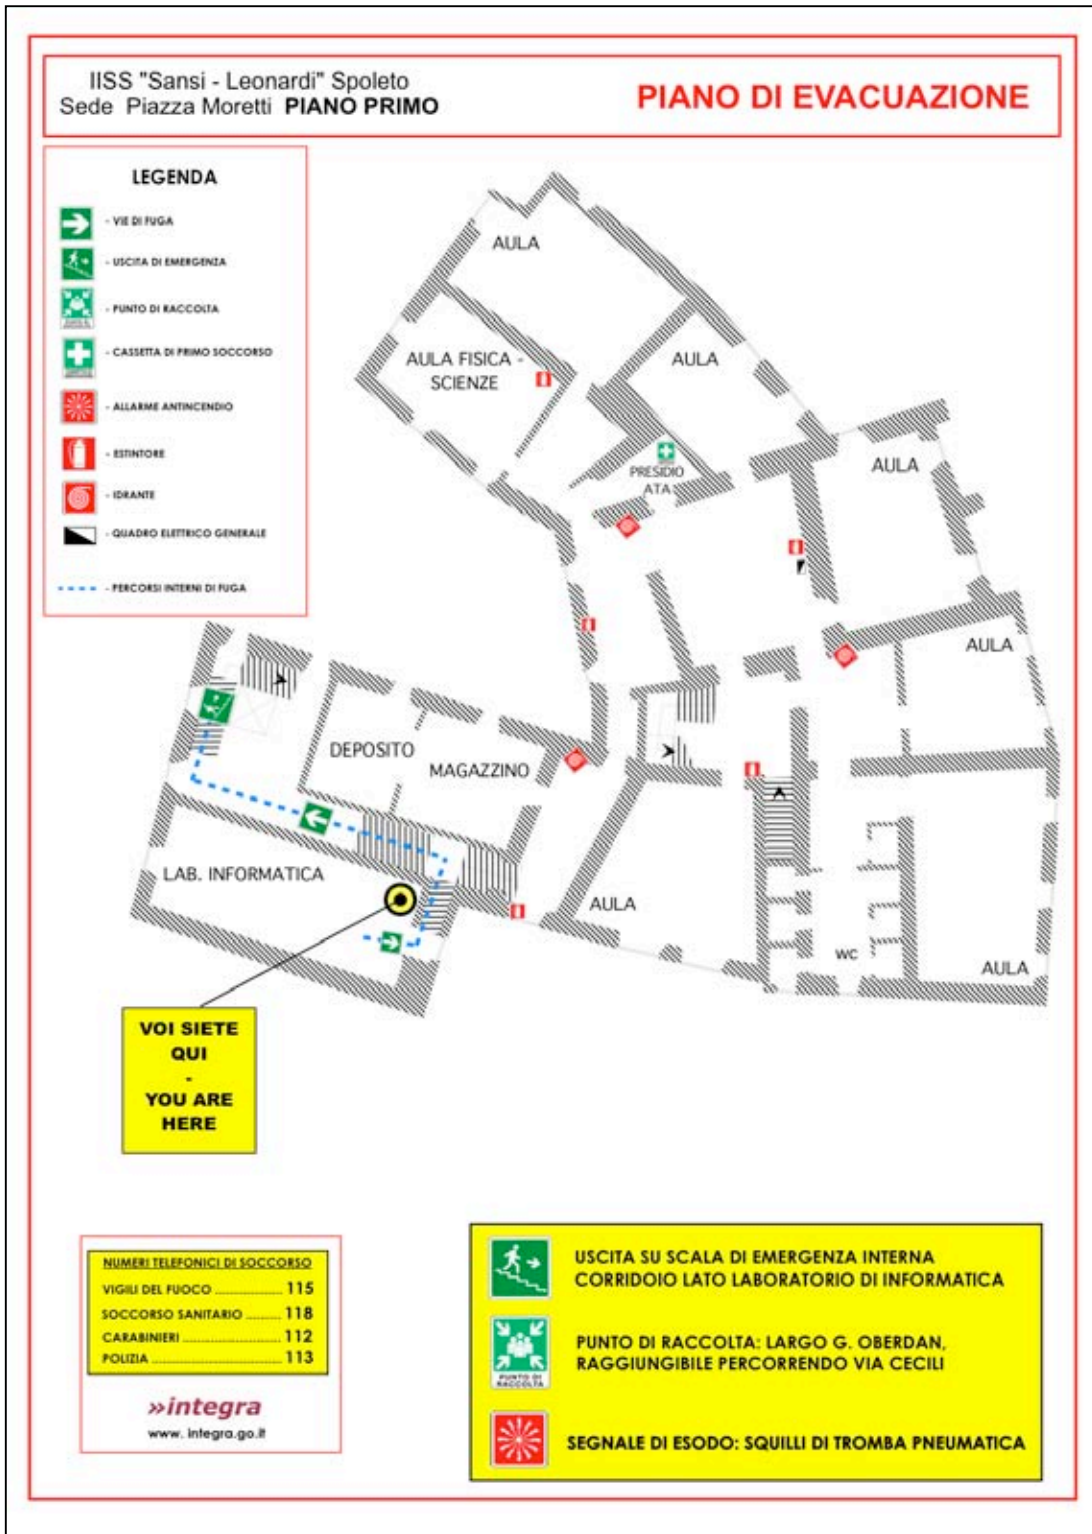 IISS "Sansi - Leonardi" Spoleto
Sede Piazza Moretti PIANO PRIMO
PIANO DI EVACUAZIONE
LEGENDA
- VIE DI FUGA
- USCITA DI EMERGENZA
- PUNTO DI RACCOLTA
- CASSETTA DI PRIMO SOCCORSO
- ALLARME ANTINCENDIO
- ESTINTORE
- IDRANTE
- QUADRO ELETTRICO GENERALE
- PERCORSI INTERNI DI FUGA
AULA
AULA FISICA -
SCIENZE
AULA
PRESIDIO
ATA
AULA
AULA
DEPOSITO
MAGAZZINO
LAB. INFORMATICA
AULA
WC
AULA
VOI SIETE
QUI
-
YOU ARE
HERE
NUMERI TELEFONICI DI SOCCORSO
VIGILI DEL FUOCO ................. 115
SOCCORSO SANITARIO ......... 118
CARABINIERI ......................... 112
POLIZIA ................................. 113
»integra
www. integra.go.it
USCITA SU SCALA DI EMERGENZA INTERNA
CORRIDOIO LATO LABORATORIO DI INFORMATICA
PUNTO DI RACCOLTA: LARGO G. OBERDAN,
RAGGIUNGIBILE PERCORRENDO VIA CECILI
PUNTO DI
RACCOLTA
SEGNALE DI ESODO: SQUILLI DI TROMBA PNEUMATICA